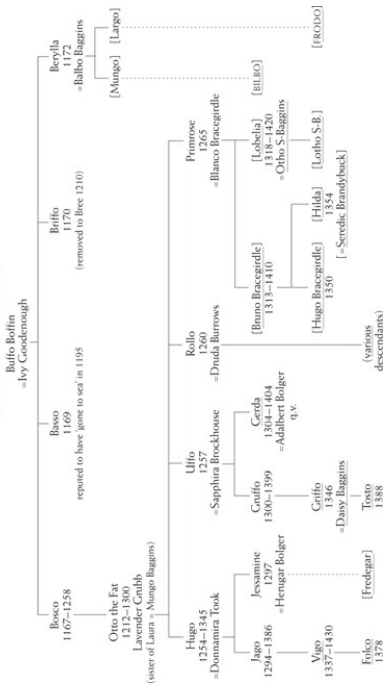 Buffo Boffin
=Ivy Goodenough
Bosco
1167–1258
Basso
1169
reputed to have 'gone to sea' in 1195
Briffo
1170
(removed to Bree 1210)
Berylla
1172
=Balbo Baggins
[Mungo]
[Largo]
Otto the Fat
1212–1300
Lavender Grubb
(sister of Laura = Mungo Baggins)
Hugo
1254–1345
=Donnamira Took
Uffo
1257
=Sapphira Brockhouse
Rollo
1260
=Druda Burrows
Primrose
1265
=Blanco Bracegirdle
[BILBO]
[FRODO]
Jago
1294–1386
Jessamine
1297
=Herugar Bolger
Gruffo
1300–1399
Gerda
1304–1404
=Adalbert Bolger
q.v.
[Bruno Bracegirdle]
1313–1410
[Lobelia]
1318–1420
=Otho S-Baggins
Vigo
1337–1430
[Fredegar]
Griffo
1346
=Daisy Baggins
[Hugo Bracegirdle]
1350
[Hilda]
1354
[=Seredic Brandybuck]
[Lotho S-B.]
Folco
1378
Tosto
1388
(various
descendants)